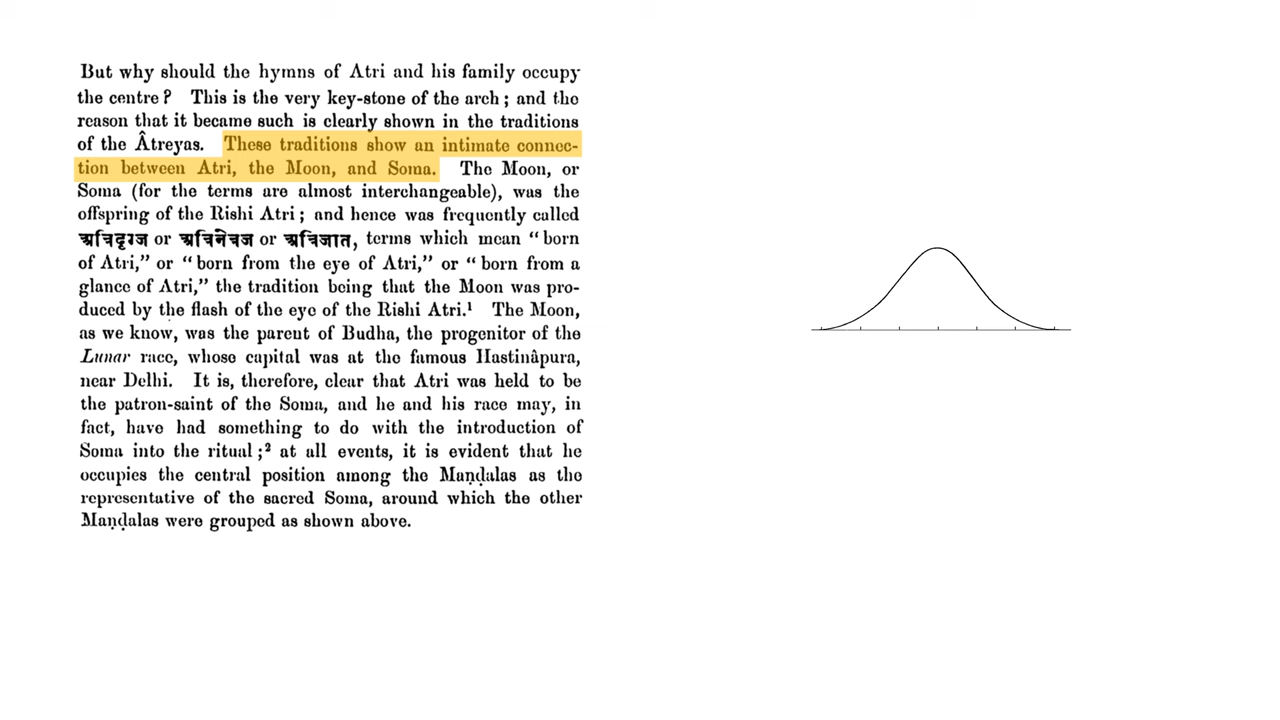 But why should the hymns of Atri and his family occupy
the centre? This is the very key-stone of the arch; and the
reason that it became such is clearly shown in the traditions
of the Âtreyas. These traditions show an intimate connec-
tion between Atri, the Moon, and Soma. The Moon, or
Soma (for the terms are almost interchangeable), was the
offspring of the Rishi Atri; and hence was frequently called
अत्रिदृग्ज or अत्रिनेत्रज or अत्रिजात, terms which mean “born
of Atri,” or “born from the eye of Atri,” or “born from a
glance of Atri,” the tradition being that the Moon was pro-
duced by the flash of the eye of the Rishi Atri.¹ The Moon,
as we know, was the parent of Budha, the progenitor of the
Lunar race, whose capital was at the famous Hastinâpura,
near Delhi. It is, therefore, clear that Atri was held to be
the patron-saint of the Soma, and he and his race may, in
fact, have had something to do with the introduction of
Soma into the ritual;² at all events, it is evident that he
occupies the central position among the Maṇḍalas as the
representative of the sacred Soma, around which the other
Maṇḍalas were grouped as shown above.